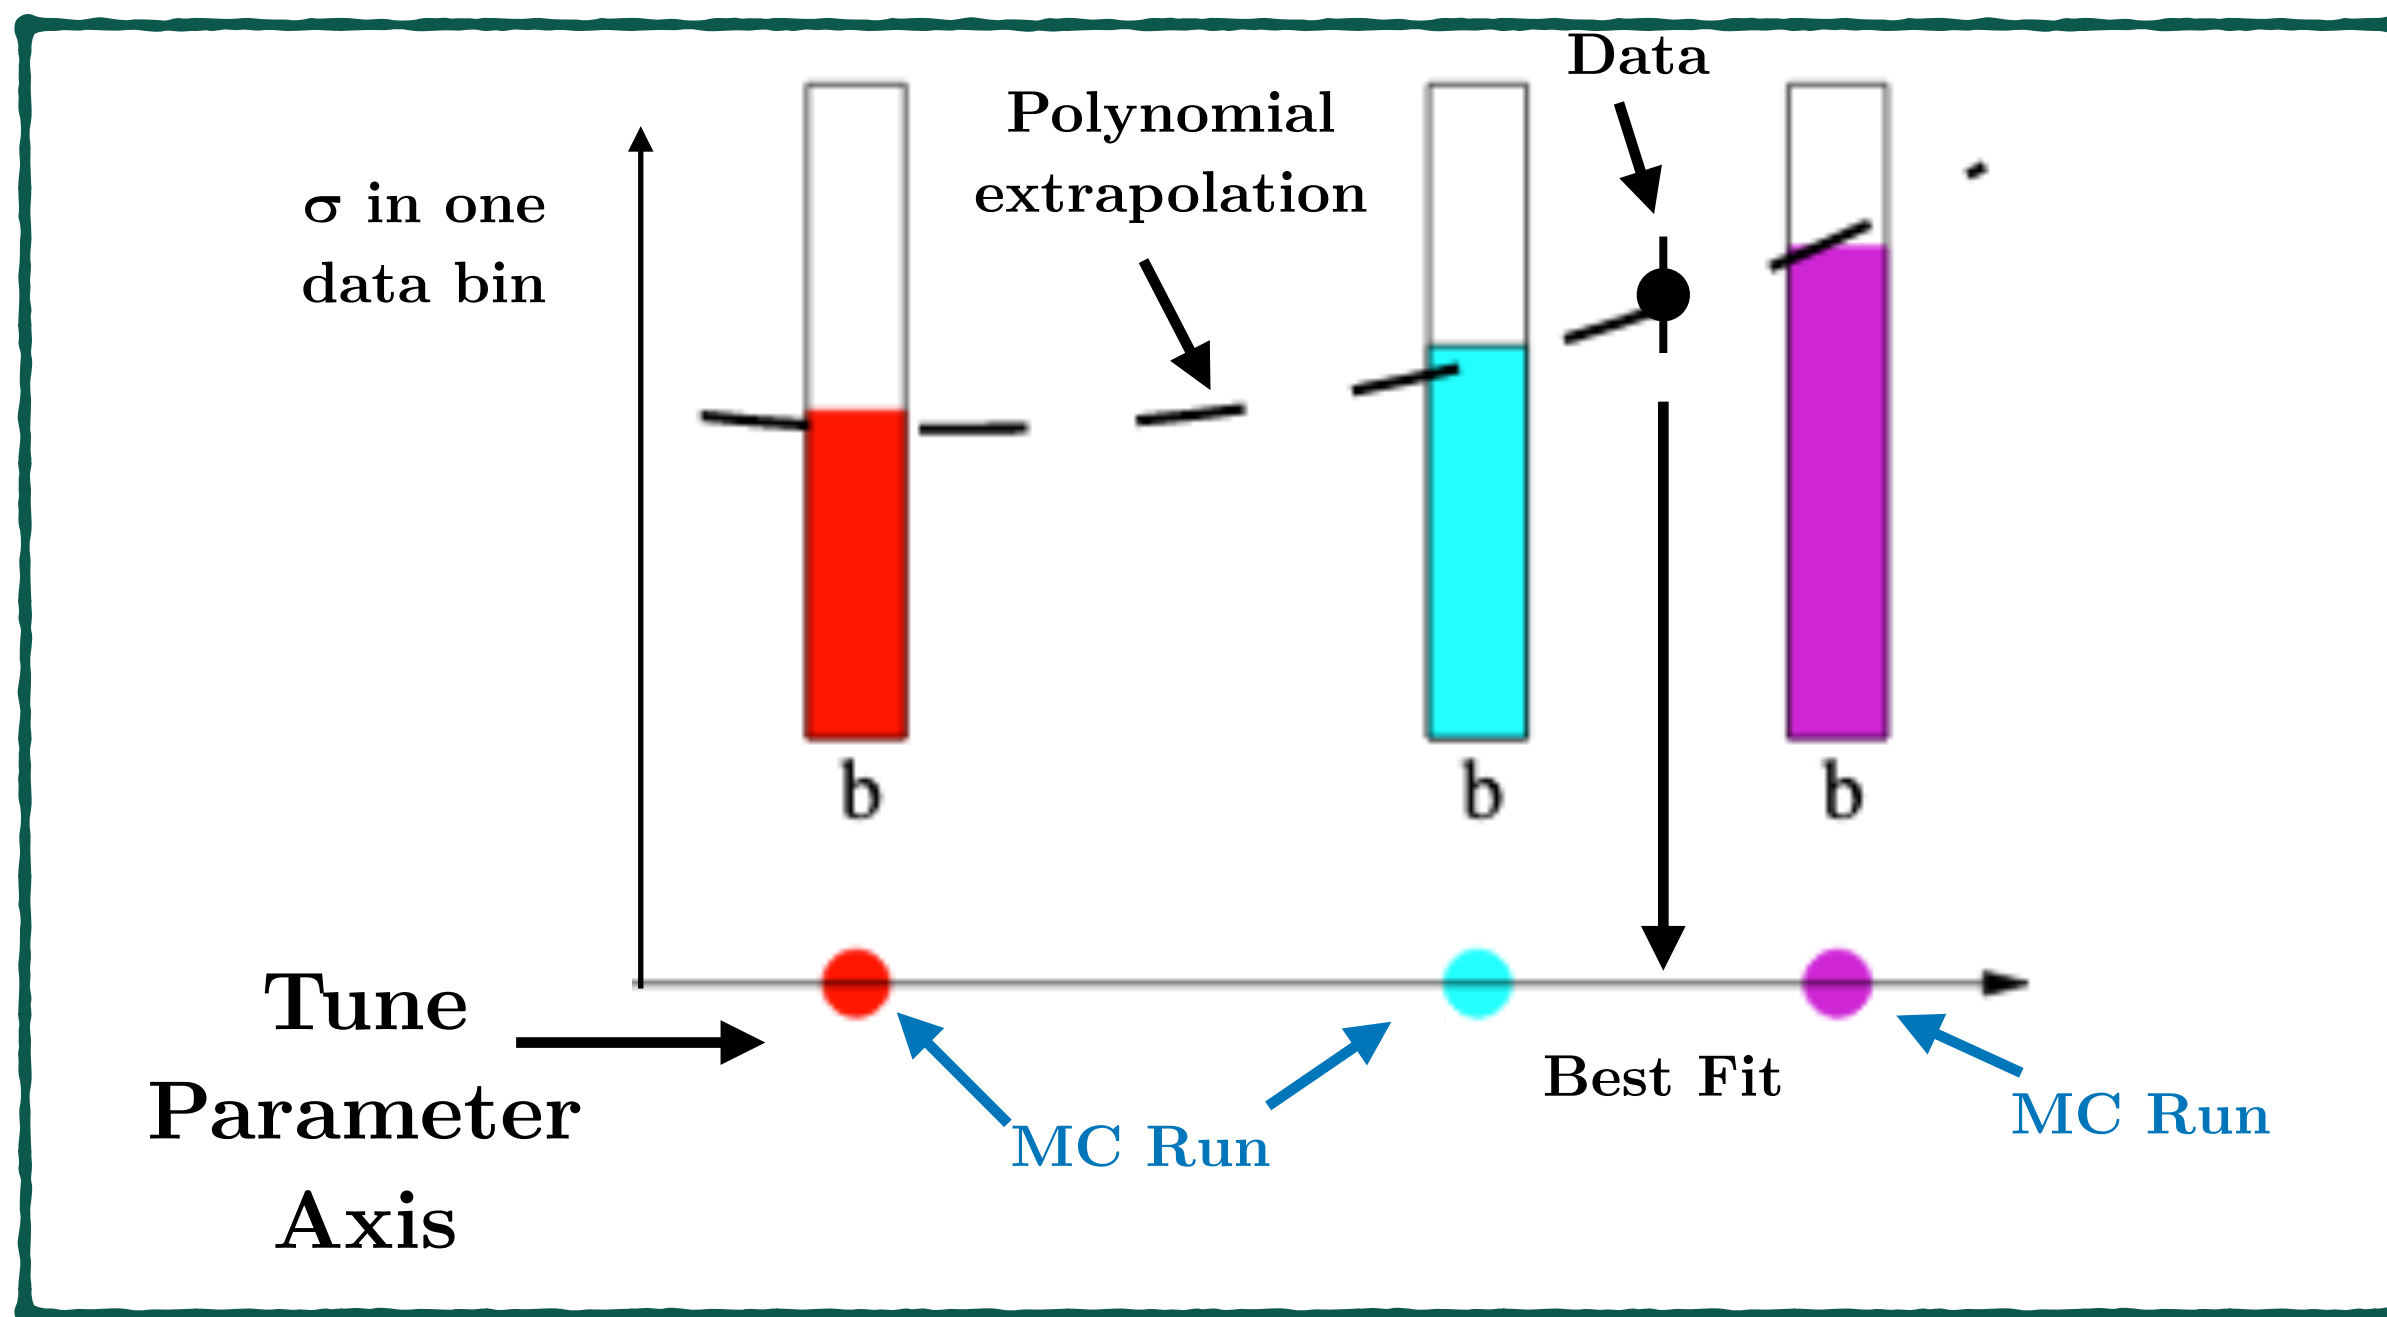 Data
Polynomial
extrapolation
σ in one
data bin
b
b
b
Tune
Parameter
Axis
Best Fit
MC Run
MC Run